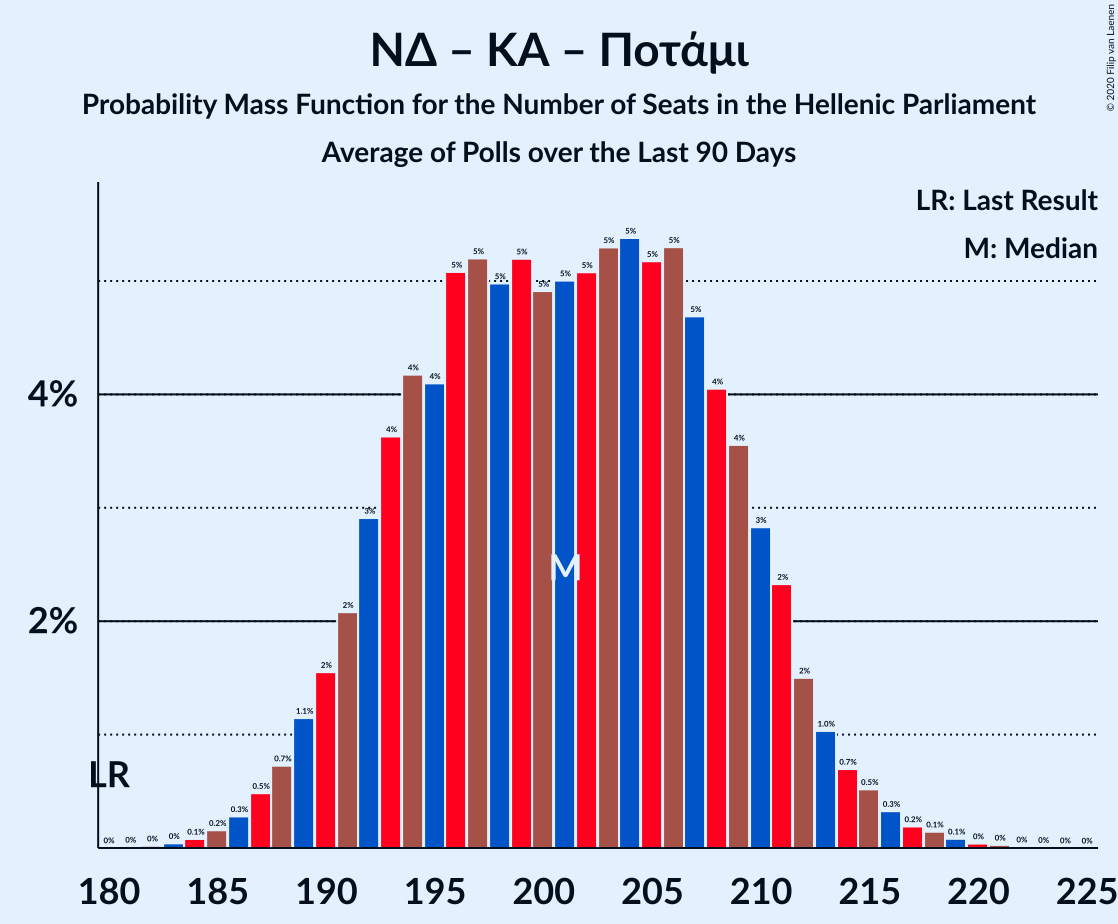 ΝΔ – ΚΑ – Ποτάμι
Probability Mass Function for the Number of Seats in the Hellenic Parliament
Average of Polls over the Last 90 Days
© 2020 Filip van Laenen
LR: Last Result
M: Median
4%
2%
LR
M
0% 0% 0% 0% 0.1% 0.2% 0.3% 0.5% 0.7% 1.1% 2% 2% 3% 4% 4% 4% 5% 5% 5% 5% 5% 5% 5% 5% 5% 5% 5% 5% 4% 4% 3% 2% 2% 1.0% 0.7% 0.5% 0.3% 0.2% 0.1% 0.1% 0% 0% 0% 0% 0% 0%
180 185 190 195 200 205 210 215 220 225